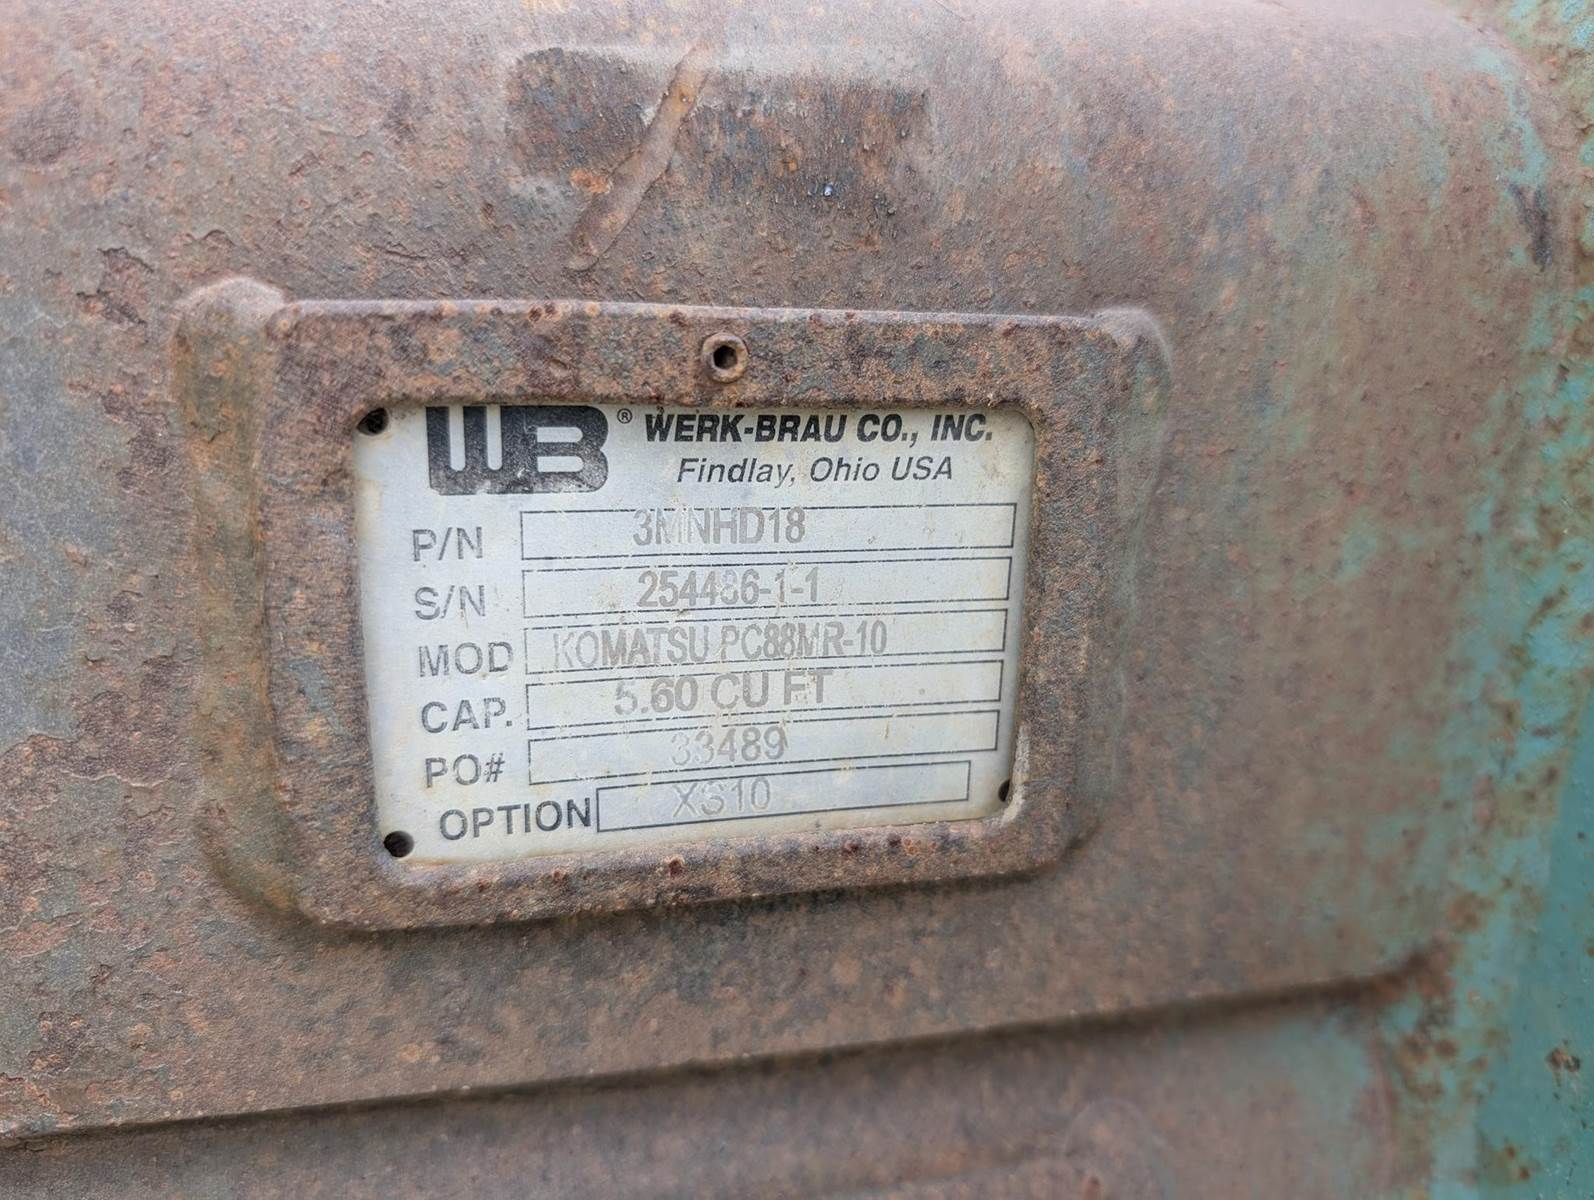 WB® WERK-BRAU CO., INC.
Findlay, Ohio USA
P/N 3MNHD18
S/N 254486-1-1
MOD KOMATSU PC88MR-10
CAP. 5.60 CU FT
PO# 33489
OPTION XS10